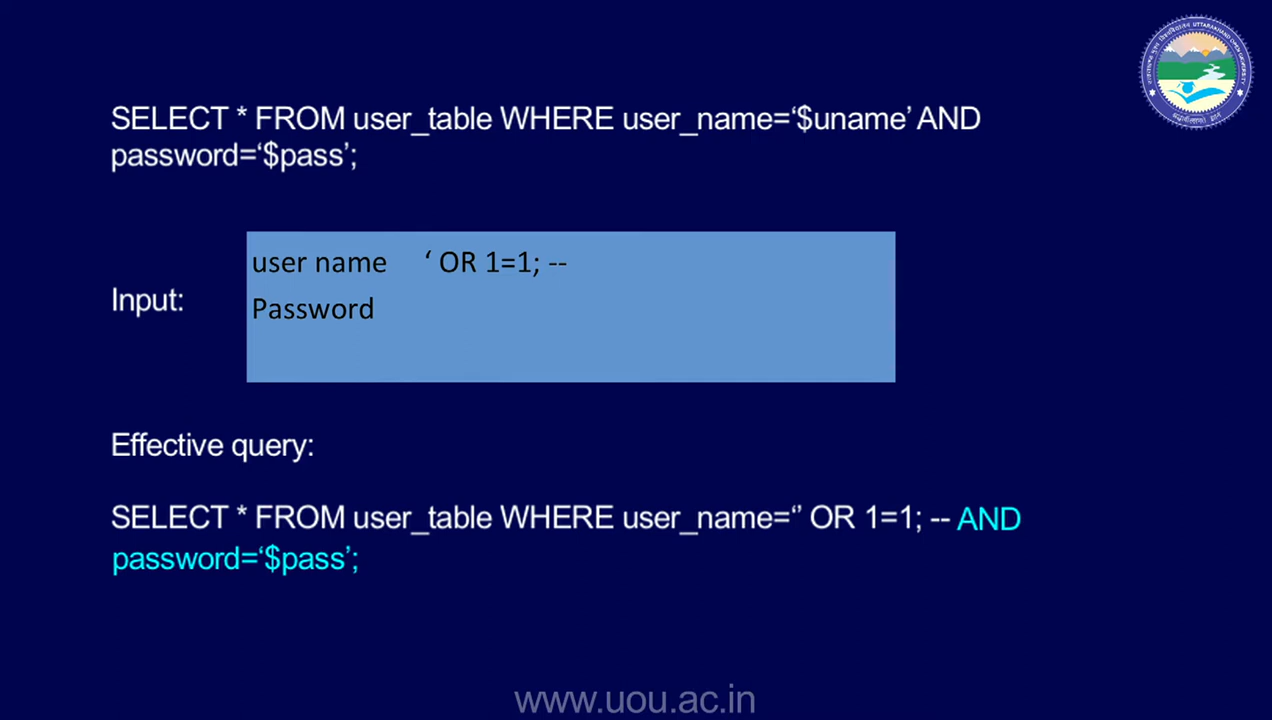 SELECT * FROM user_table WHERE user_name=‘$uname’ AND
password=‘$pass’;
user name ‘ OR 1=1; --
Input:
Password
Effective query:
SELECT * FROM user_table WHERE user_name=‘’ OR 1=1; -- AND
password=‘$pass’;
www.uou.ac.in